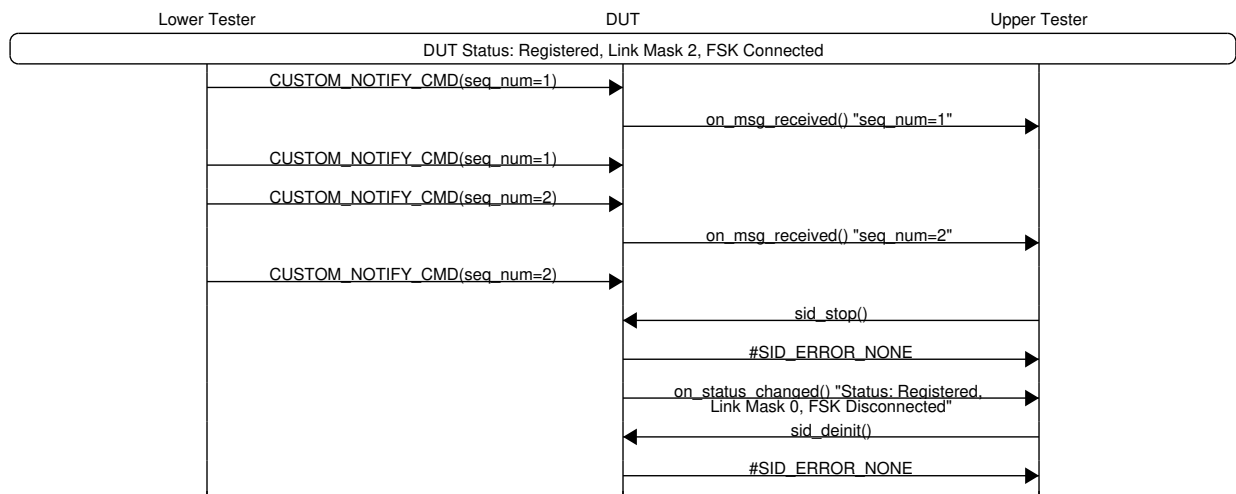 Lower Tester
DUT
Upper Tester
DUT Status: Registered, Link Mask 2, FSK Connected
CUSTOM_NOTIFY_CMD(seq_num=1)
on_msg_received() "seq_num=1"
CUSTOM_NOTIFY_CMD(seq_num=1)
CUSTOM_NOTIFY_CMD(seq_num=2)
on_msg_received() "seq_num=2"
CUSTOM_NOTIFY_CMD(seq_num=2)
sid_stop()
#SID_ERROR_NONE
on_status_changed() "Status: Registered,
Link Mask 0, FSK Disconnected"
sid_deinit()
#SID_ERROR_NONE